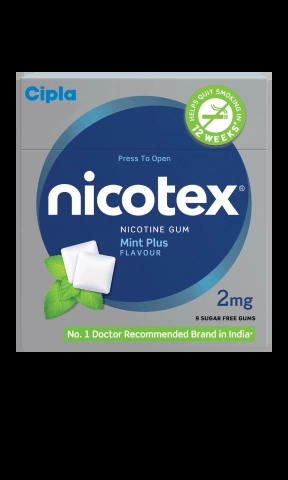 Cipla
HELPS QUIT SMOKING IN
12 WEEKS*
Press To Open
nicotex®
NICOTINE GUM
Mint Plus
FLAVOUR
2mg
9 SUGAR FREE GUMS
No. 1 Doctor Recommended Brand in India*